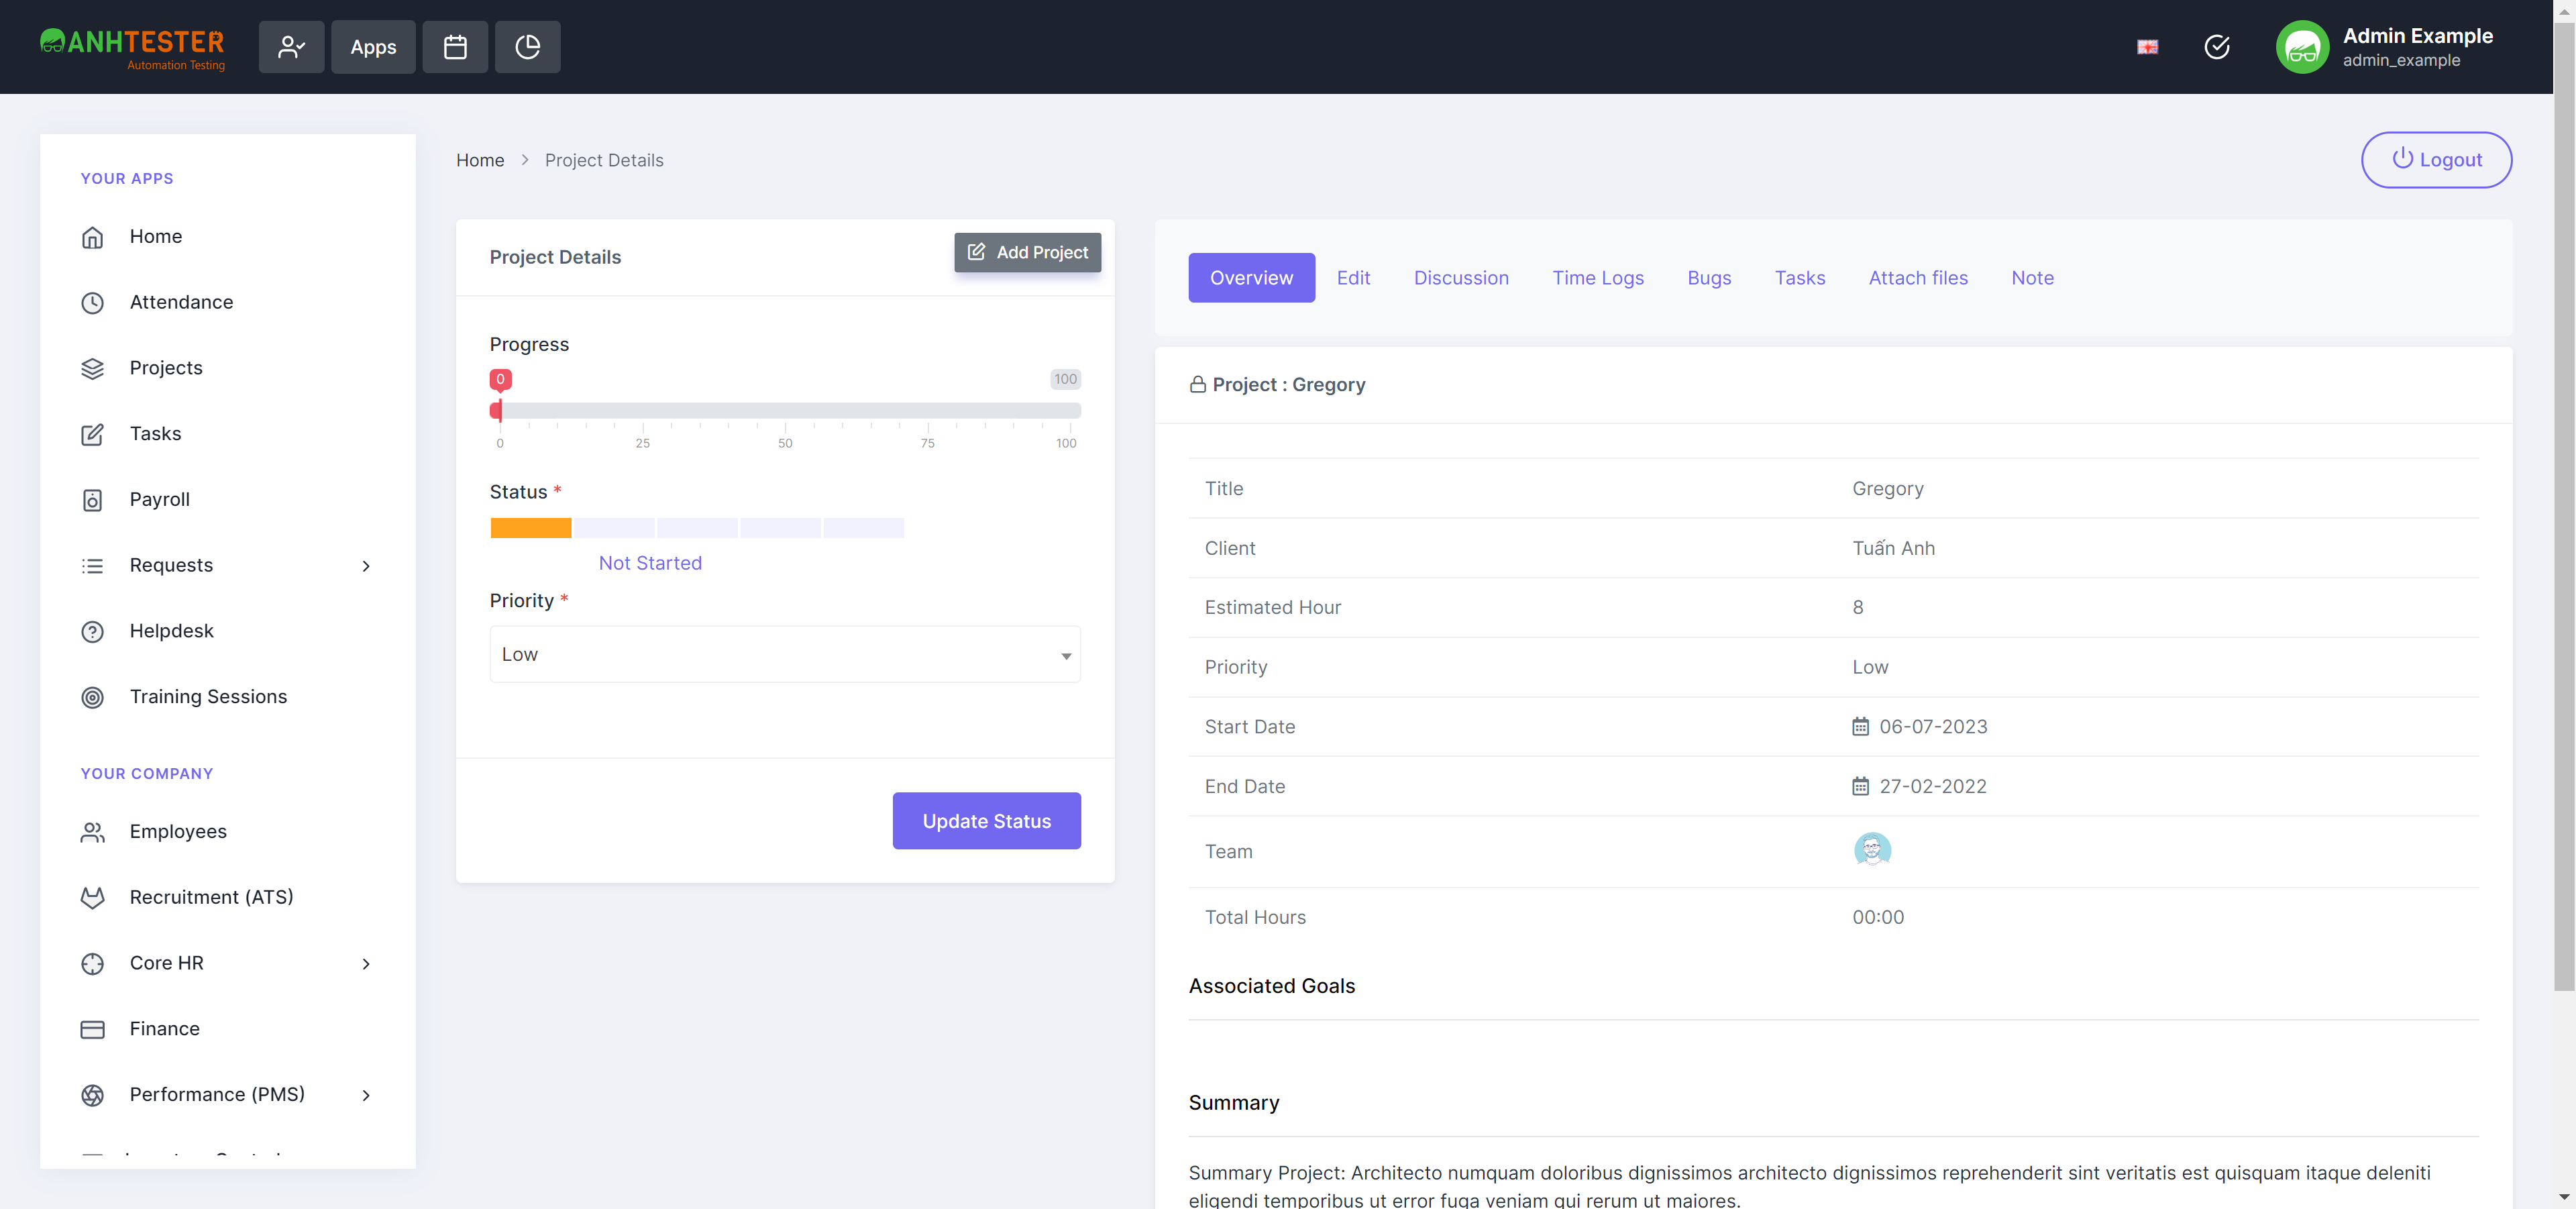 ANHTESTER
Automation Testing
Apps
Admin Example
admin_example
YOUR APPS
Home
Attendance
Projects
Tasks
Payroll
Requests
Helpdesk
Training Sessions
YOUR COMPANY
Employees
Recruitment (ATS)
Core HR
Finance
Performance (PMS)
Home
Project Details
Logout
Project Details
Add Project
Progress
0
100
0 25 50 75 100
Status *
Not Started
Priority *
Low
Update Status
Overview Edit Discussion Time Logs Bugs Tasks Attach files Note
Project : Gregory
Title Gregory
Client Tuấn Anh
Estimated Hour 8
Priority Low
Start Date 06-07-2023
End Date 27-02-2022
Team
Total Hours 00:00
Associated Goals
Summary
Summary Project: Architecto numquam doloribus dignissimos architecto dignissimos reprehenderit sint veritatis est quisquam itaque deleniti
eligendi temporibus ut error fuga veniam qui rerum ut maiores.